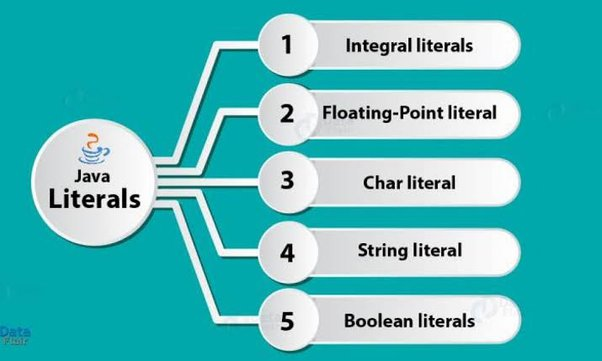 Java
Literals
1 Integral literals
2 Floating-Point literal
3 Char literal
4 String literal
5 Boolean literals
Data
Flair